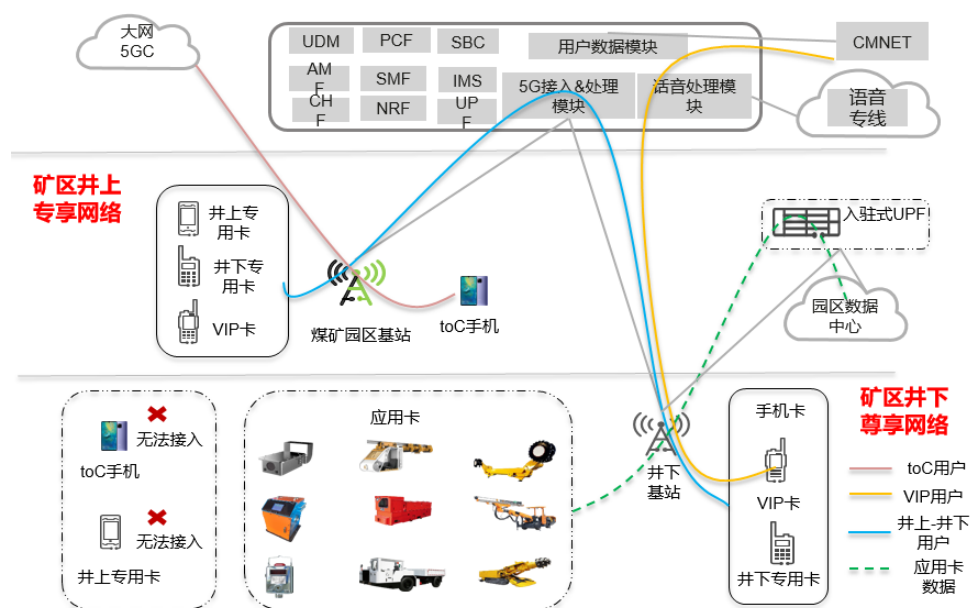 大网
5GC
UDM
PCF
SBC
用户数据模块
CMNET
AM
F
SMF
IMS
5G接入&处理
模块
话音处理模
块
CH
F
NRF
UP
F
语音
专线
矿区井上
专享网络
井上专
用卡
井下专
用卡
VIP卡
煤矿园区基站
toC手机
入驻式UPF
园区数据
中心
无法接入
toC手机
无法接入
井上专用卡
应用卡
井下
基站
手机卡
VIP卡
井下专用卡
矿区井下
尊享网络
toC用户
VIP用户
井上-井下
用户
应用卡
数据